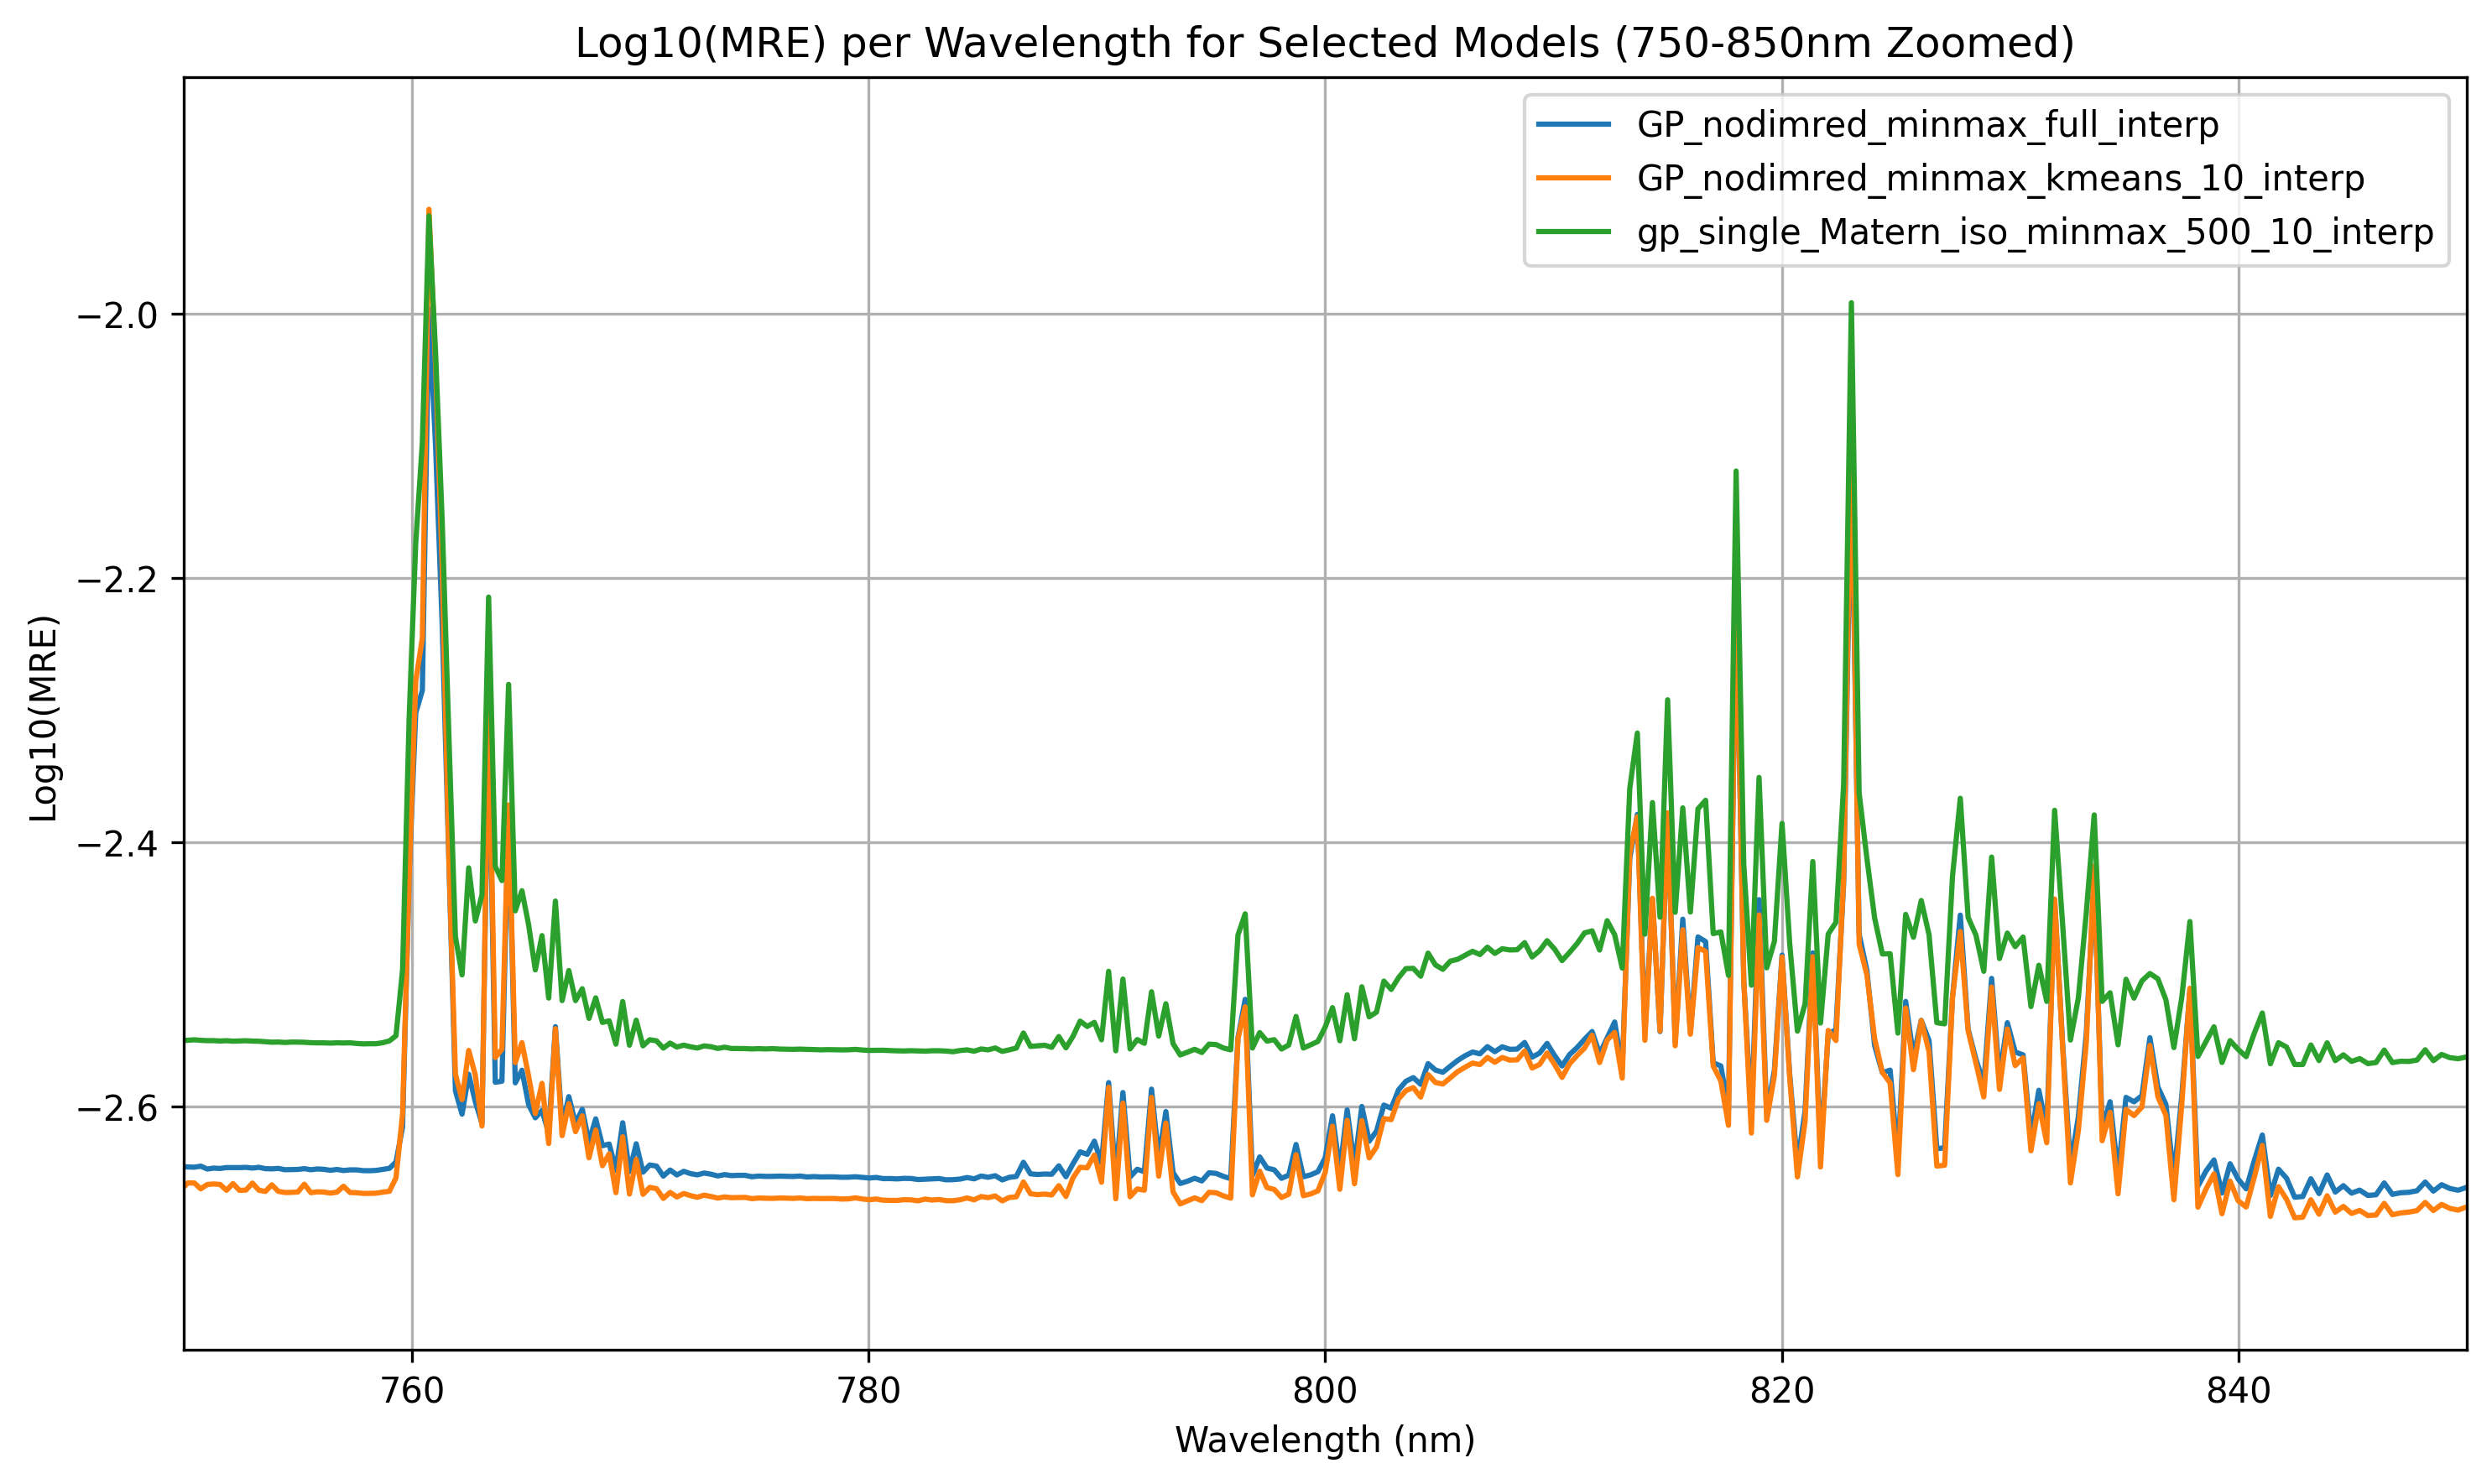 Log10(MRE) per Wavelength for Selected Models (750-850nm Zoomed)
GP_nodimred_minmax_full_interp
GP_nodimred_minmax_kmeans_10_interp
gp_single_Matern_iso_minmax_500_10_interp
Log10(MRE)
−2.0
−2.2
−2.4
−2.6
760 780 800 820 840
Wavelength (nm)